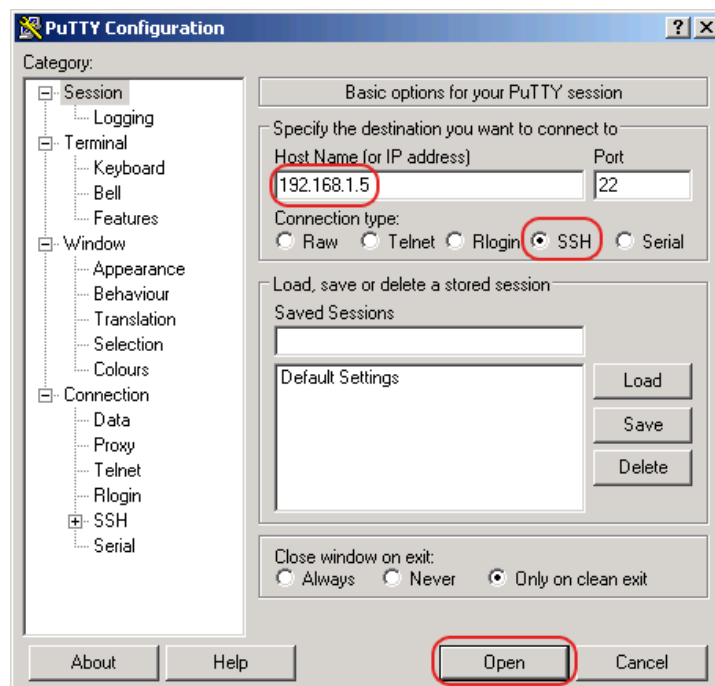 PuTTY Configuration
Category:
Session
Logging
Terminal
Keyboard
Bell
Features
Window
Appearance
Behaviour
Translation
Selection
Colours
Connection
Data
Proxy
Telnet
Rlogin
SSH
Serial
Basic options for your PuTTY session
Specify the destination you want to connect to
Host Name (or IP address) Port
192.168.1.5 22
Connection type:
Raw Telnet Rlogin SSH Serial
Load, save or delete a stored session
Saved Sessions
Default Settings
Load
Save
Delete
Close window on exit:
Always Never Only on clean exit
About Help Open Cancel